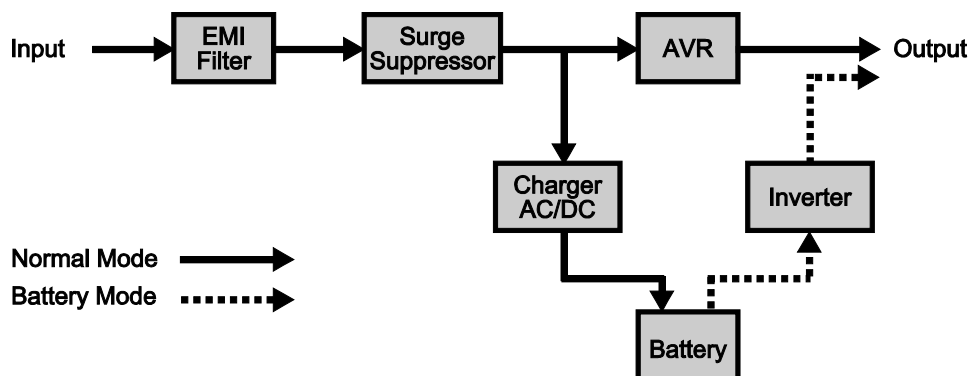 Input
EMI
Filter
Surge
Suppressor
AVR
Output
Charger
AC/DC
Inverter
Normal Mode
Battery Mode
Battery